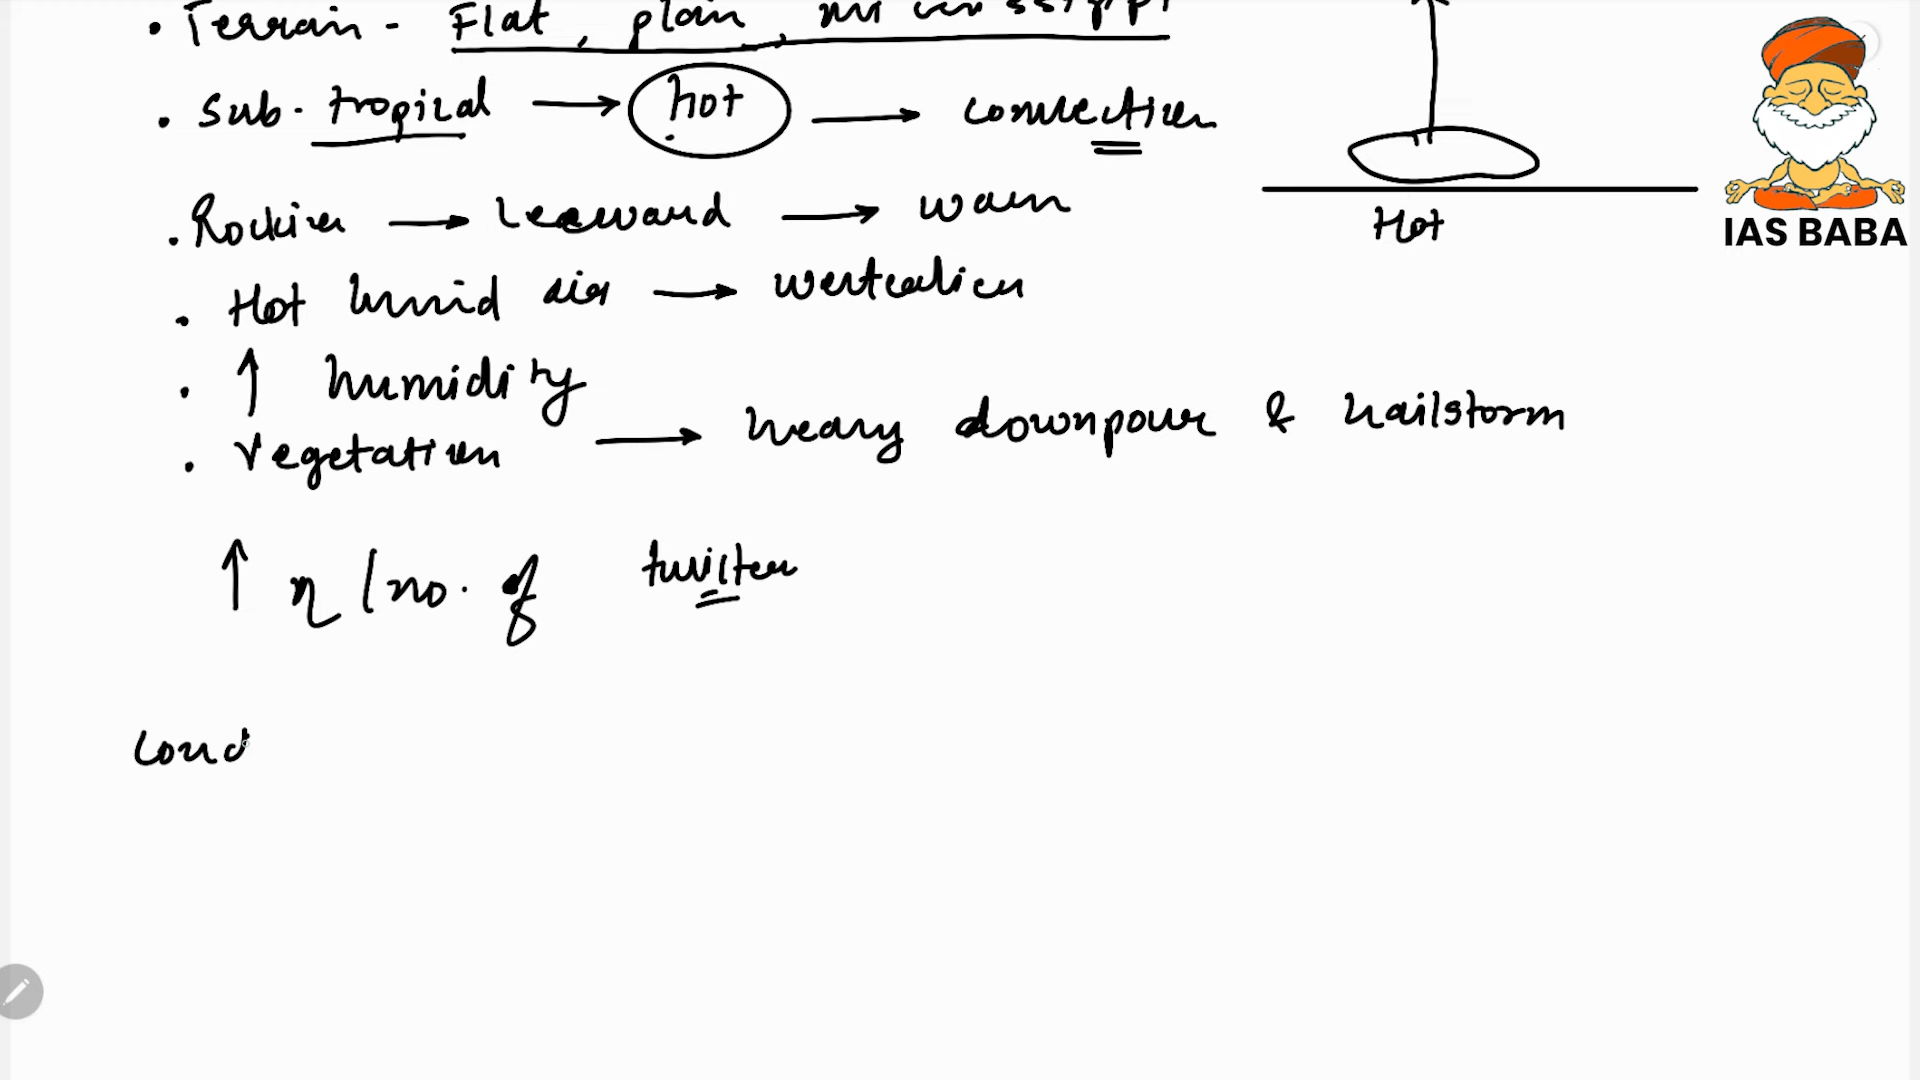 • Terrain - Flat, plain, Mississippi
• Sub-tropical → hot → convection
Hot
IAS BABA
• Rockies → Leeward → warm
• Hot humid air →
• ↑ humidity
• Vegetation → heavy downpour & hailstorm
↑ η / no. of twister
Cond